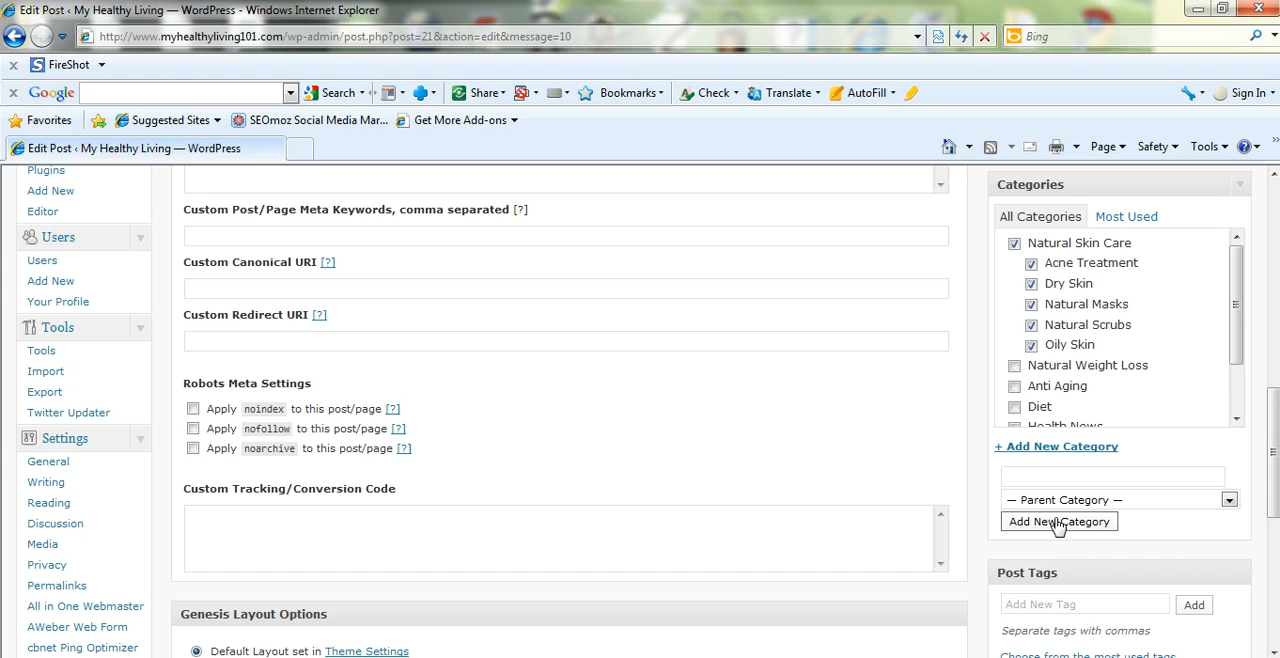 Edit Post ‹ My Healthy Living — WordPress - Windows Internet Explorer
http://www.myhealthyliving101.com/wp-admin/post.php?post=21&action=edit&message=10
Bing
x FireShot
x Google Search Share Bookmarks Check Translate AutoFill Sign In
Favorites Suggested Sites SEOmoz Social Media Mar... Get More Add-ons
Edit Post ‹ My Healthy Living — WordPress
Page Safety Tools
Plugins
Add New
Editor
Users
Users
Add New
Your Profile
Tools
Tools
Import
Export
Twitter Updater
Settings
General
Writing
Reading
Discussion
Media
Privacy
Permalinks
All in One Webmaster
AWeber Web Form
cbnet Ping Optimizer
Custom Post/Page Meta Keywords, comma separated [?]
Custom Canonical URI [?]
Custom Redirect URI [?]
Robots Meta Settings
Apply noindex to this post/page [?]
Apply nofollow to this post/page [?]
Apply noarchive to this post/page [?]
Custom Tracking/Conversion Code
Genesis Layout Options
Default Layout set in Theme Settings
Categories
All Categories Most Used
Natural Skin Care
Acne Treatment
Dry Skin
Natural Masks
Natural Scrubs
Oily Skin
Natural Weight Loss
Anti Aging
Diet
Health News
+ Add New Category
— Parent Category —
Add New Category
Post Tags
Add New Tag Add
Separate tags with commas
Choose from the most used tags